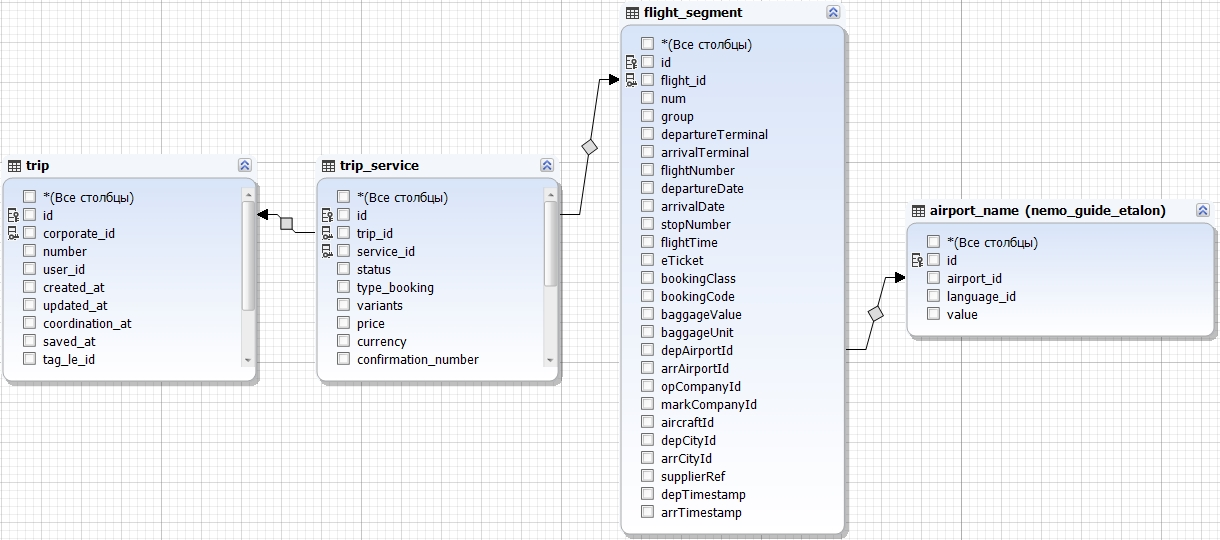 trip
*(Все столбцы)
id
corporate_id
number
user_id
created_at
updated_at
coordination_at
saved_at
tag_le_id
trip_service
*(Все столбцы)
id
trip_id
service_id
status
type_booking
variants
price
currency
confirmation_number
flight_segment
*(Все столбцы)
id
flight_id
num
group
departureTerminal
arrivalTerminal
flightNumber
departureDate
arrivalDate
stopNumber
flightTime
eTicket
bookingClass
bookingCode
baggageValue
baggageUnit
depAirportId
arrAirportId
opCompanyId
markCompanyId
aircraftId
depCityId
arrCityId
supplierRef
depTimestamp
arrTimestamp
airport_name (nemo_guide_etalon)
*(Все столбцы)
id
airport_id
language_id
value